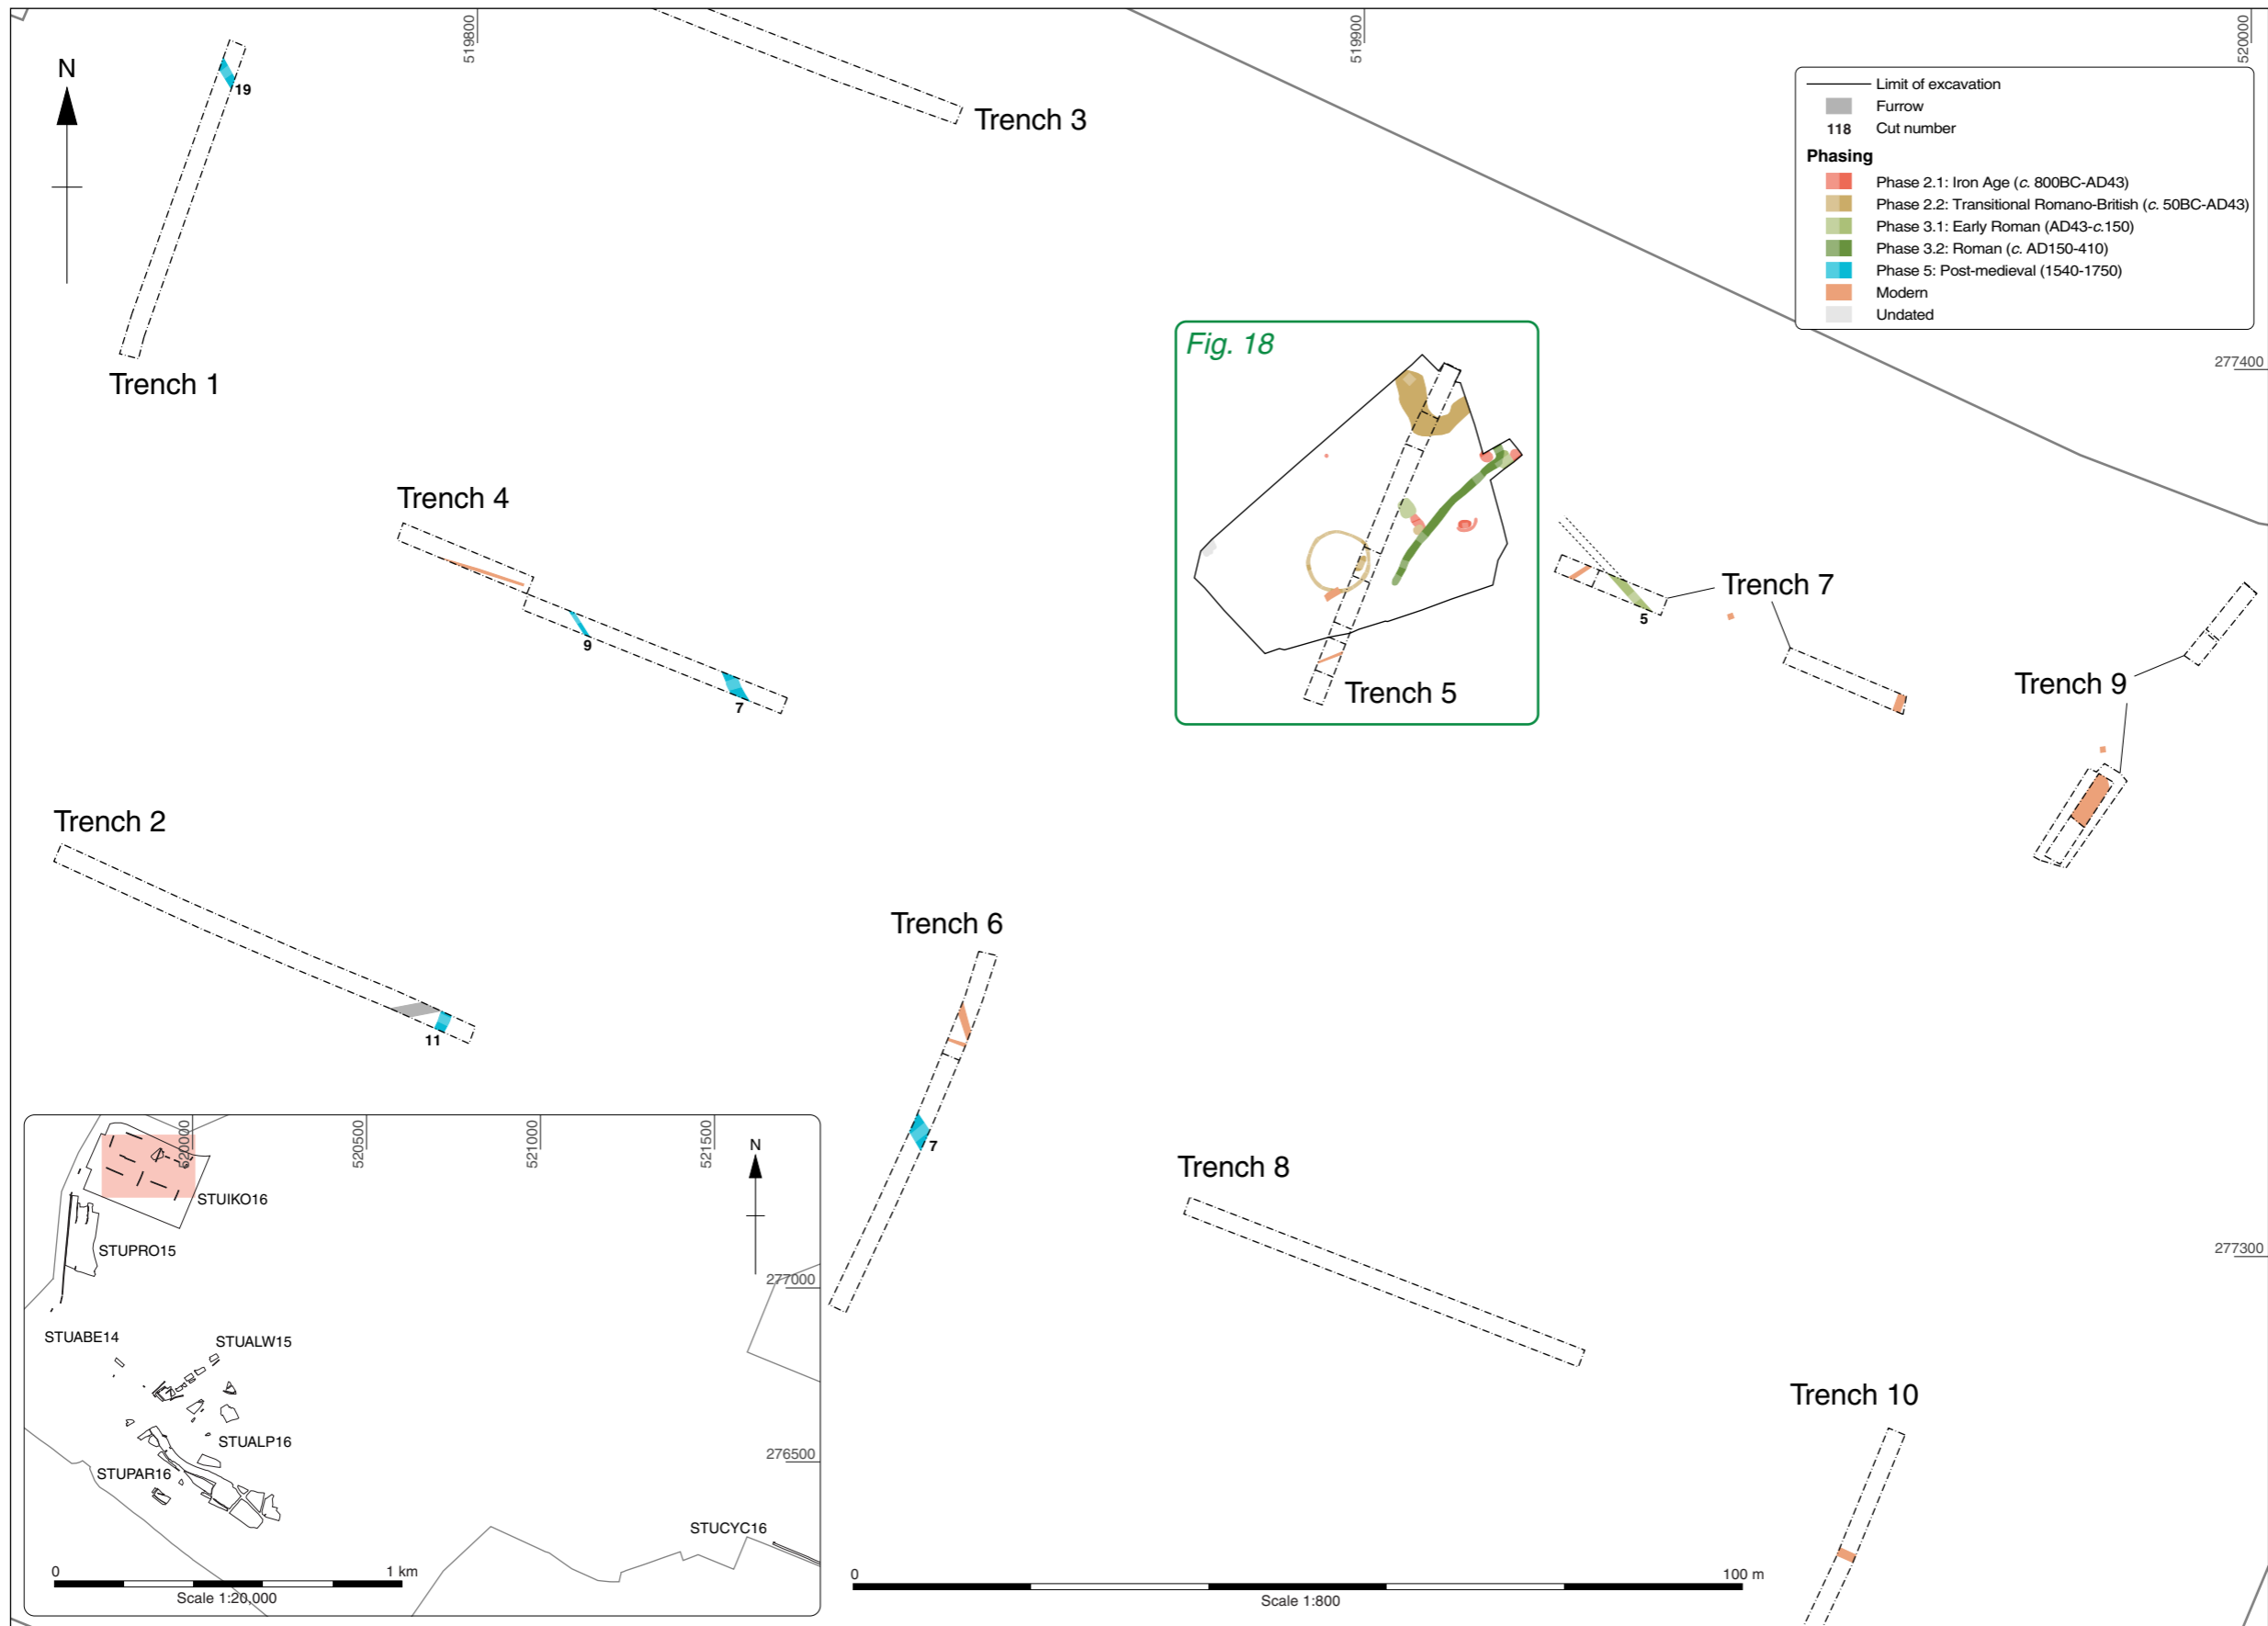 519800
519900
520000
N
19
Trench 3
Trench 1
Limit of excavation
Furrow
118 Cut number
Phasing
Phase 2.1: Iron Age (c. 800BC-AD43)
Phase 2.2: Transitional Romano-British (c. 50BC-AD43)
Phase 3.1: Early Roman (AD43-c.150)
Phase 3.2: Roman (c. AD150-410)
Phase 5: Post-medieval (1540-1750)
Modern
Undated
277400
Fig. 18
Trench 5
Trench 4
9
7
Trench 7
5
Trench 9
Trench 2
11
Trench 6
7
Trench 8
277300
Trench 10
520000
520500
521000
521500
N
STUIKO16
STUPRO15
277000
STUABE14
STUALW15
STUALP16
276500
STUPAR16
STUCYC16
0 1 km
Scale 1:20,000
0 100 m
Scale 1:800